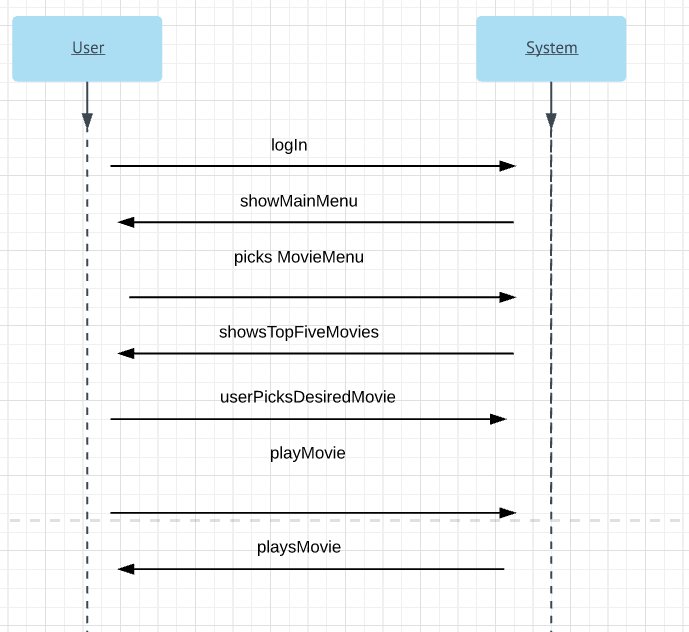 User
System
logIn
showMainMenu
picks MovieMenu
showsTopFiveMovies
userPicksDesiredMovie
playMovie
playsMovie